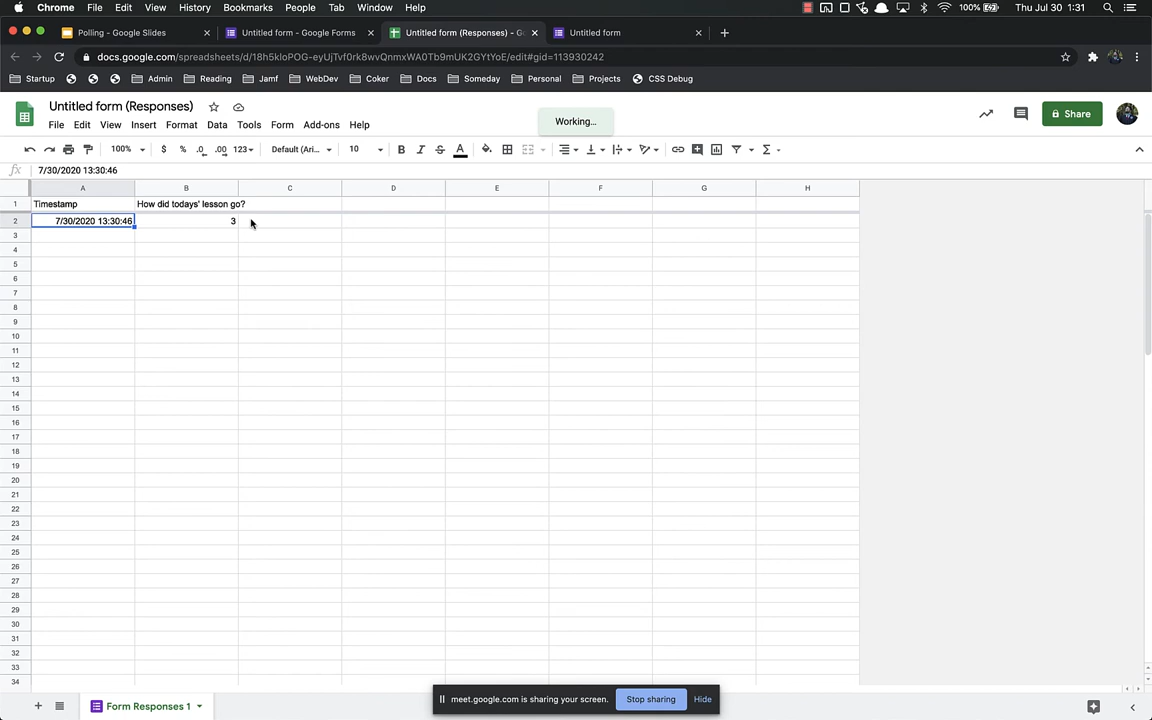 Chrome File Edit View History Bookmarks People Tab Window Help 100% Thu Jul 30 1:31
Polling - Google Slides Untitled form - Google Forms Untitled form (Responses) - G Untitled form
docs.google.com/spreadsheets/d/18h5kloPOG-eyUjTvf0rk8wvQnmxWA0Tb9mUK2GYtYoE/edit#gid=113930242
Startup Admin Reading Jamf WebDev Coker Docs Someday Personal Projects CSS Debug
Untitled form (Responses)
Working...
Share
File Edit View Insert Format Data Tools Form Add-ons Help
100% $ % .0 .00 123 Default (Ari... 10 B I S A
fx 7/30/2020 13:30:46
A B C D E F G H
1 Timestamp How did todays' lesson go?
2 7/30/2020 13:30:46 3
3
4
5
6
7
8
9
10
11
12
13
14
15
16
17
18
19
20
21
22
23
24
25
26
27
28
29
30
31
32
33
34
meet.google.com is sharing your screen. Stop sharing Hide
Form Responses 1